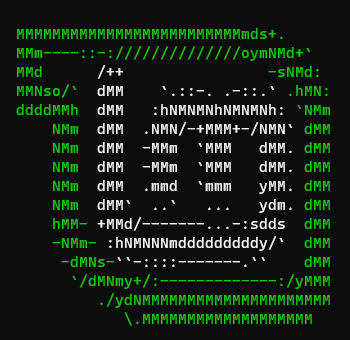 MMMMMMMMMMMMMMMMMMMMMMMMMmds+.
MMm----::-://////////////oymNMd+`
MMd      /++                -sNMd:
MMNso/`  dMM    `.::-. .-::.` .hMN:
ddddMMh  dMM   :hNMNMNhNMNMNh: `NMm
    NMm  dMM  .NMN/-+MMM+-/NMN` dMM
    NMm  dMM  -MMm  `MMM   dMM. dMM
    NMm  dMM  -MMm  `MMM   dMM. dMM
    NMm  dMM  .mmd  `mmm   yMM. dMM
    NMm  dMM`  ..`   ...   ydm. dMM
    hMM- +MMd/-------...-:sdds  dMM
    -NMm- :hNMNNNmdddddddddy/`  dMM
     -dMNs-``-::::-------.``    dMM
      `/dMNmy+/:-------------:/yMMM
         ./ydNMMMMMMMMMMMMMMMMMMMMM
            \.MMMMMMMMMMMMMMMMMMM